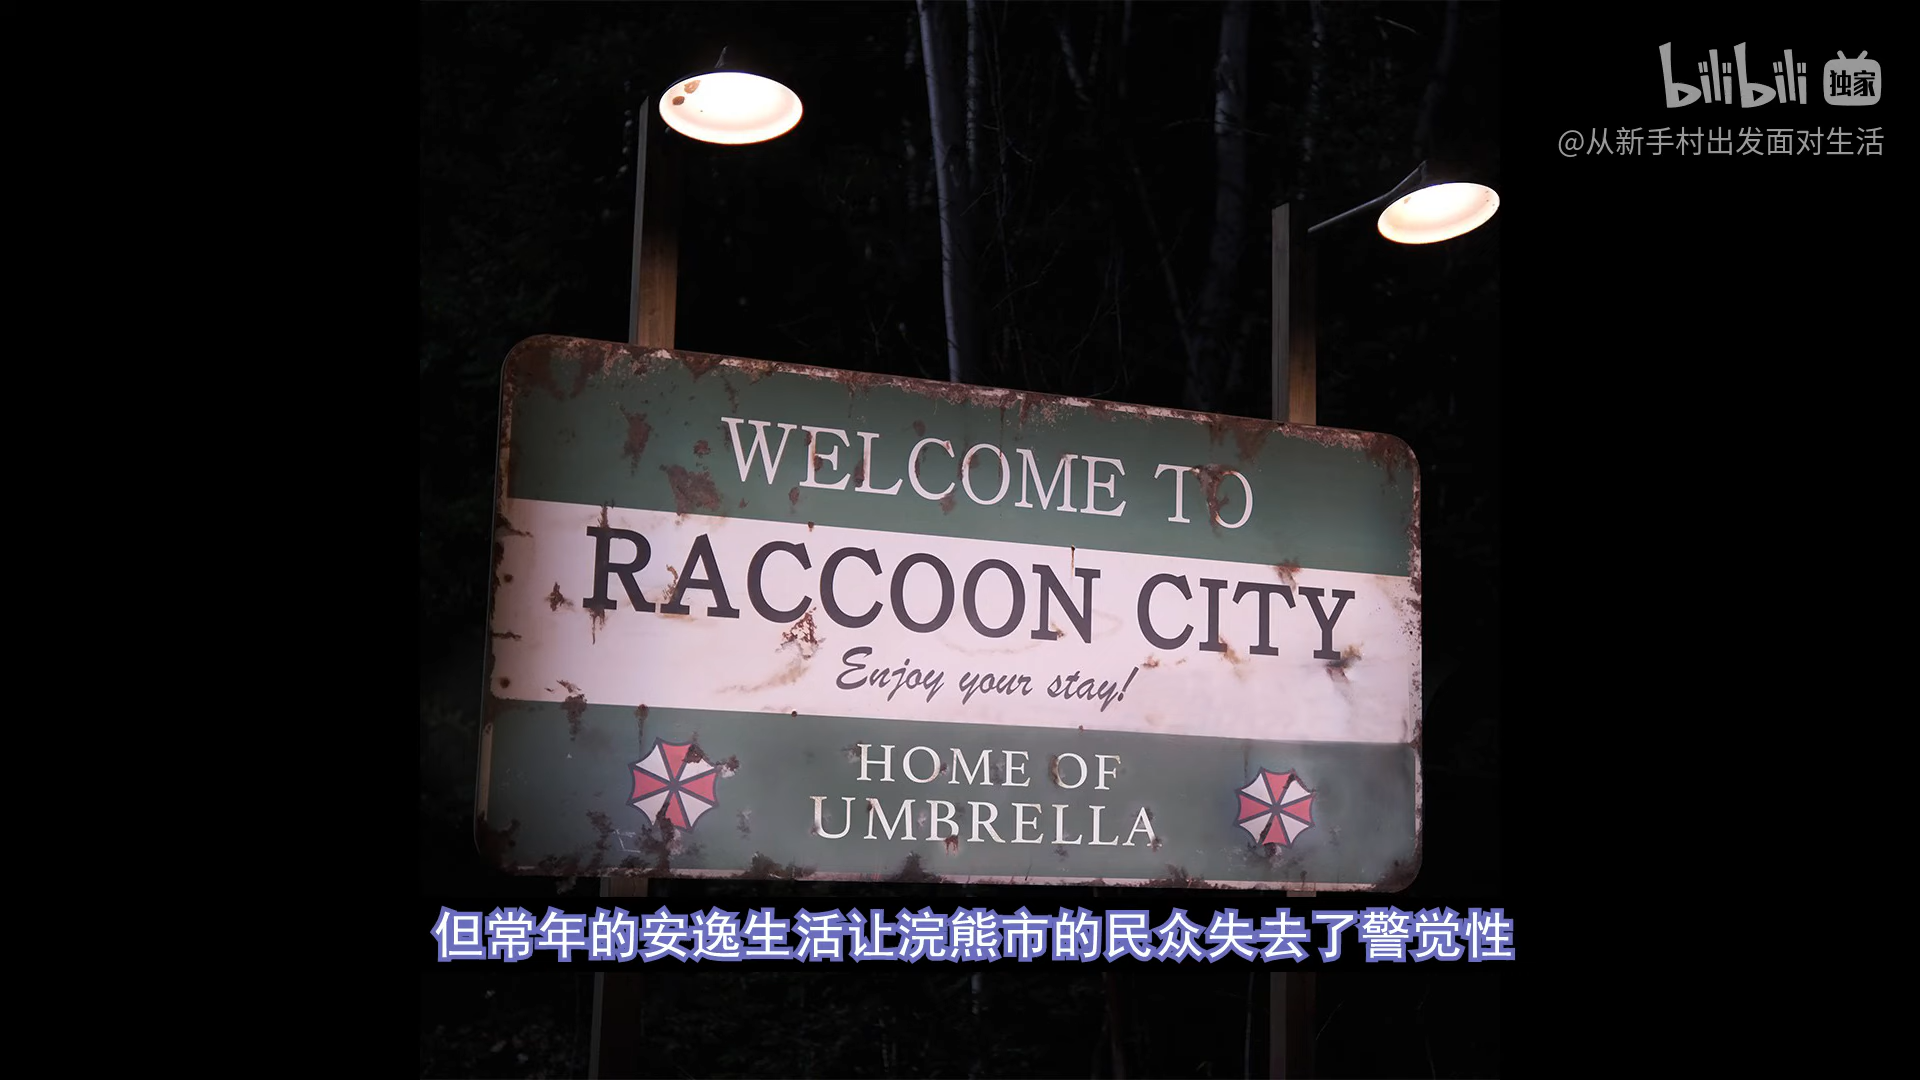 bilibili 独家
@从新手村出发面对生活
WELCOME TO
RACCOON CITY
Enjoy your stay!
HOME OF
UMBRELLA
但常年的安逸生活让浣熊市的民众失去了警觉性